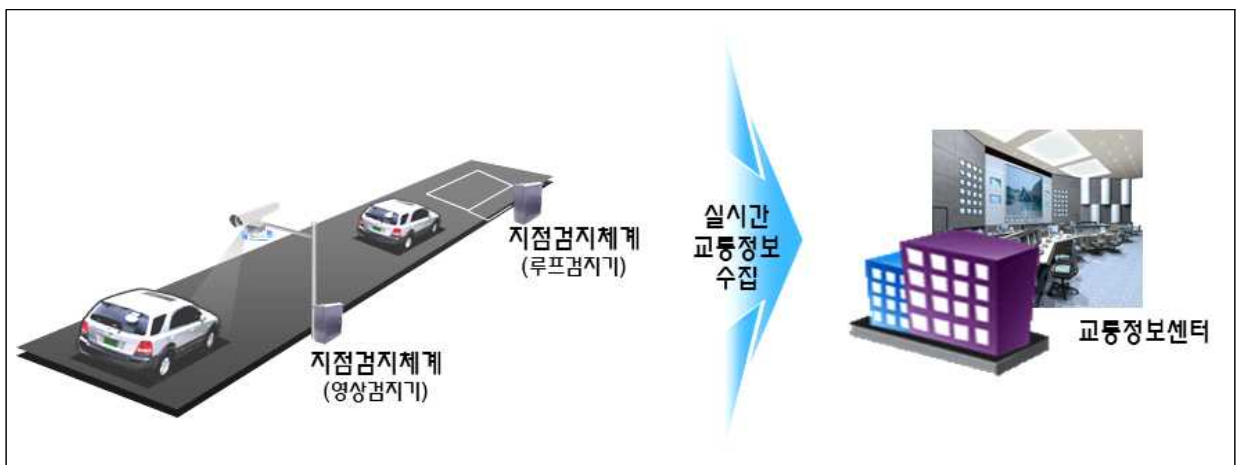 지점검지체계
(루프검지기)
지점검지체계
(영상검지기)
실시간
교통정보
수집
교통정보센터